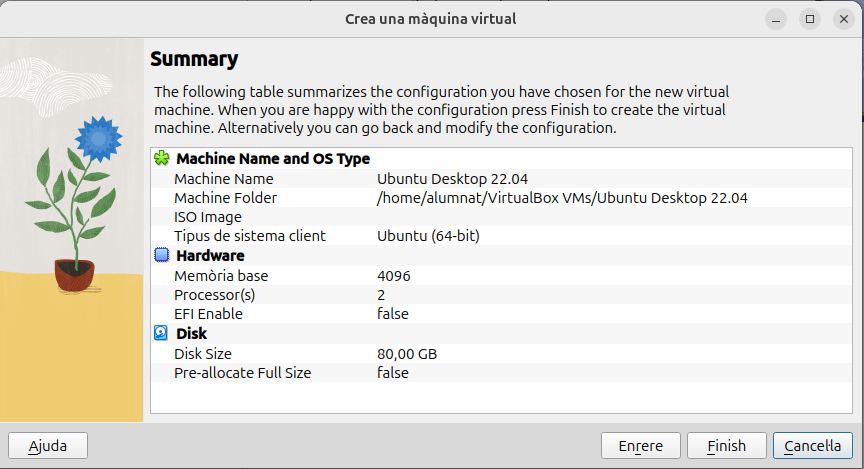 Crea una màquina virtual
Summary
The following table summarizes the configuration you have chosen for the new virtual
machine. When you are happy with the configuration press Finish to create the virtual
machine. Alternatively you can go back and modify the configuration.
Machine Name and OS Type
Machine Name Ubuntu Desktop 22.04
Machine Folder /home/alumnat/VirtualBox VMs/Ubuntu Desktop 22.04
ISO Image
Tipus de sistema client Ubuntu (64-bit)
Hardware
Memòria base 4096
Processor(s) 2
EFI Enable false
Disk
Disk Size 80,00 GB
Pre-allocate Full Size false
Ajuda Enrere Finish Cancel·la